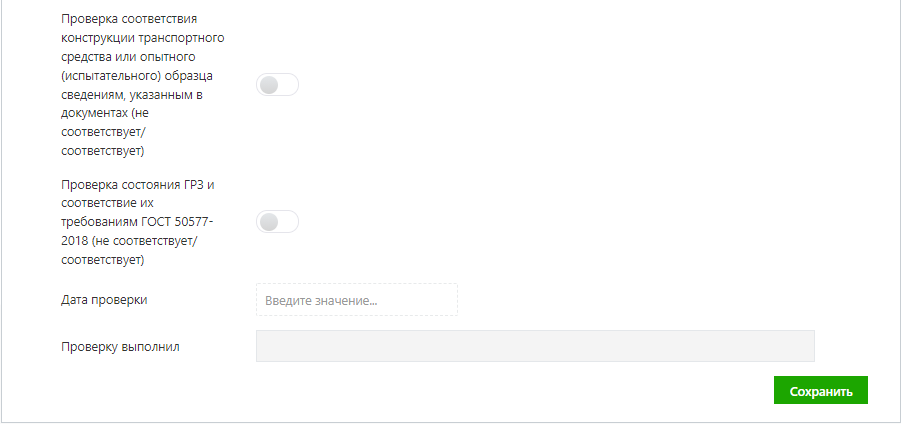 Проверка соответствия
конструкции транспортного
средства или опытного
(испытательного) образца
сведениям, указанным в
документах (не
соответствует/
соответствует)
Проверка состояния ГРЗ и
соответствие их
требованиям ГОСТ 50577-
2018 (не соответствует/
соответствует)
Дата проверки
Введите значение...
Проверку выполнил
Сохранить